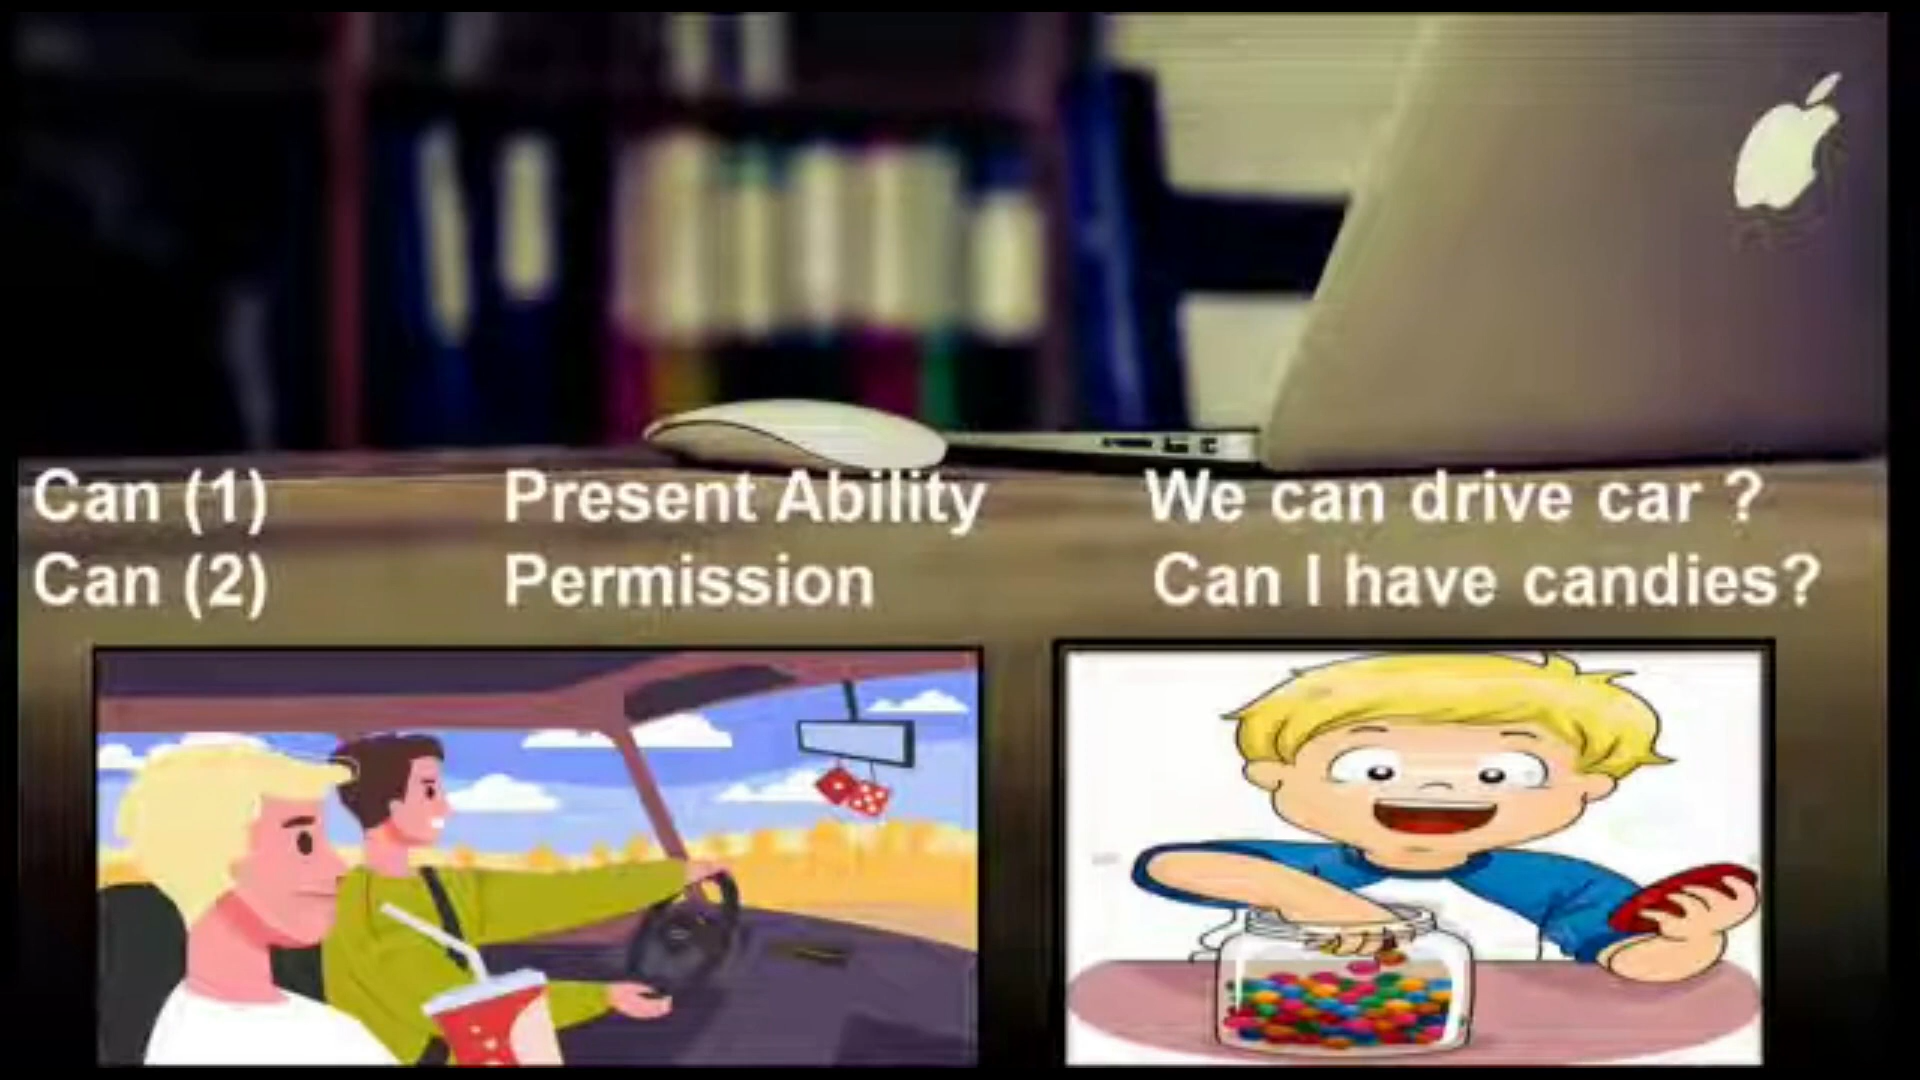 Can (1) Present Ability We can drive car ?
Can (2) Permission Can I have candies?